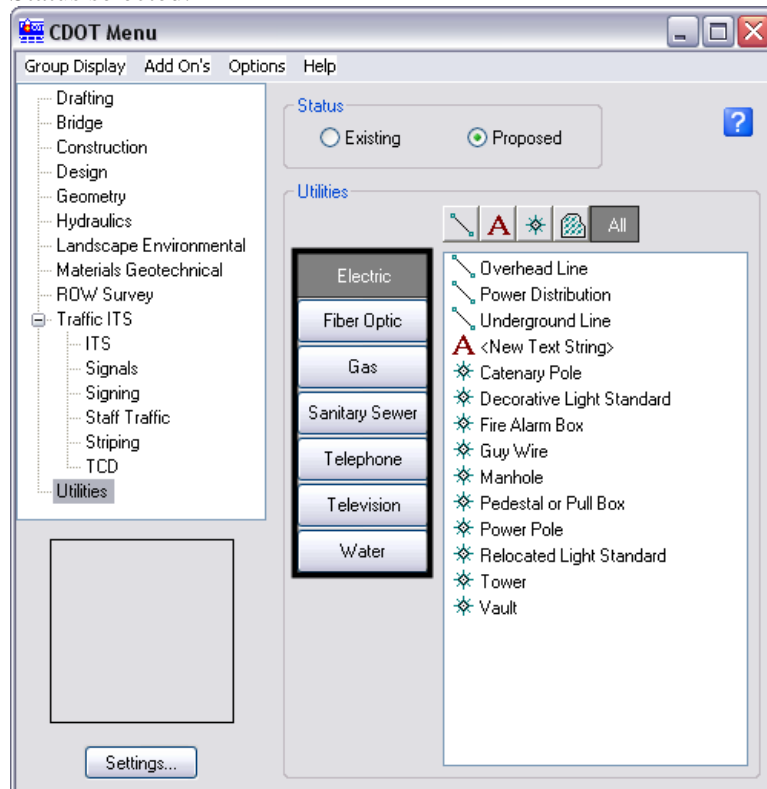 CDOT Menu
Group Display Add On's Options Help
Drafting
Bridge
Construction
Design
Geometry
Hydraulics
Landscape Environmental
Materials Geotechnical
ROW Survey
Traffic ITS
ITS
Signals
Signing
Staff Traffic
Striping
TCD
Utilities
Settings...
Status
Existing Proposed
?
Utilities
A All
Electric
Fiber Optic
Gas
Sanitary Sewer
Telephone
Television
Water
Overhead Line
Power Distribution
Underground Line
A <New Text String>
Catenary Pole
Decorative Light Standard
Fire Alarm Box
Guy Wire
Manhole
Pedestal or Pull Box
Power Pole
Relocated Light Standard
Tower
Vault